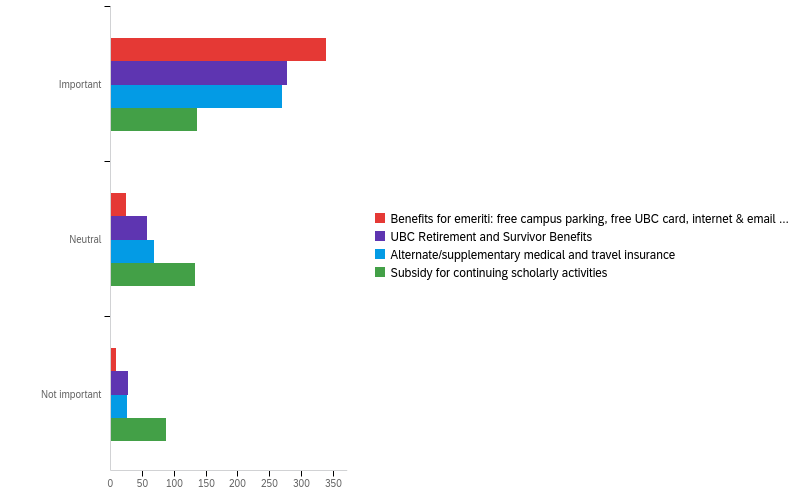 Important
Neutral
Not important
0 50 100 150 200 250 300 350
Benefits for emeriti: free campus parking, free UBC card, internet & email ...
UBC Retirement and Survivor Benefits
Alternate/supplementary medical and travel insurance
Subsidy for continuing scholarly activities